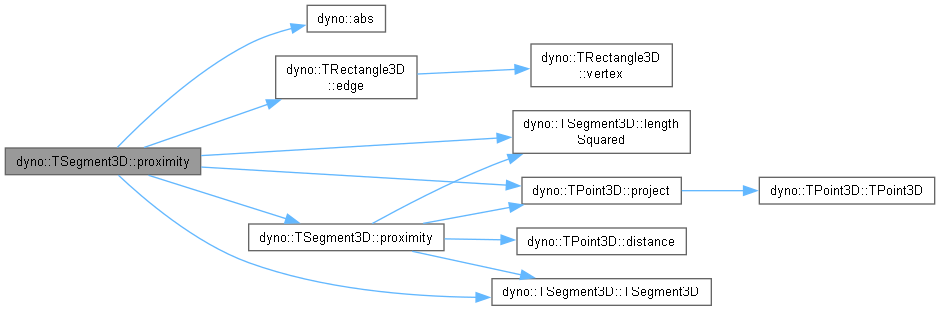 dyno::abs
dyno::TRectangle3D
::edge
dyno::TRectangle3D
::vertex
dyno::TSegment3D::length
Squared
dyno::TSegment3D::proximity
dyno::TPoint3D::project
dyno::TPoint3D::TPoint3D
dyno::TSegment3D::proximity
dyno::TPoint3D::distance
dyno::TSegment3D::TSegment3D